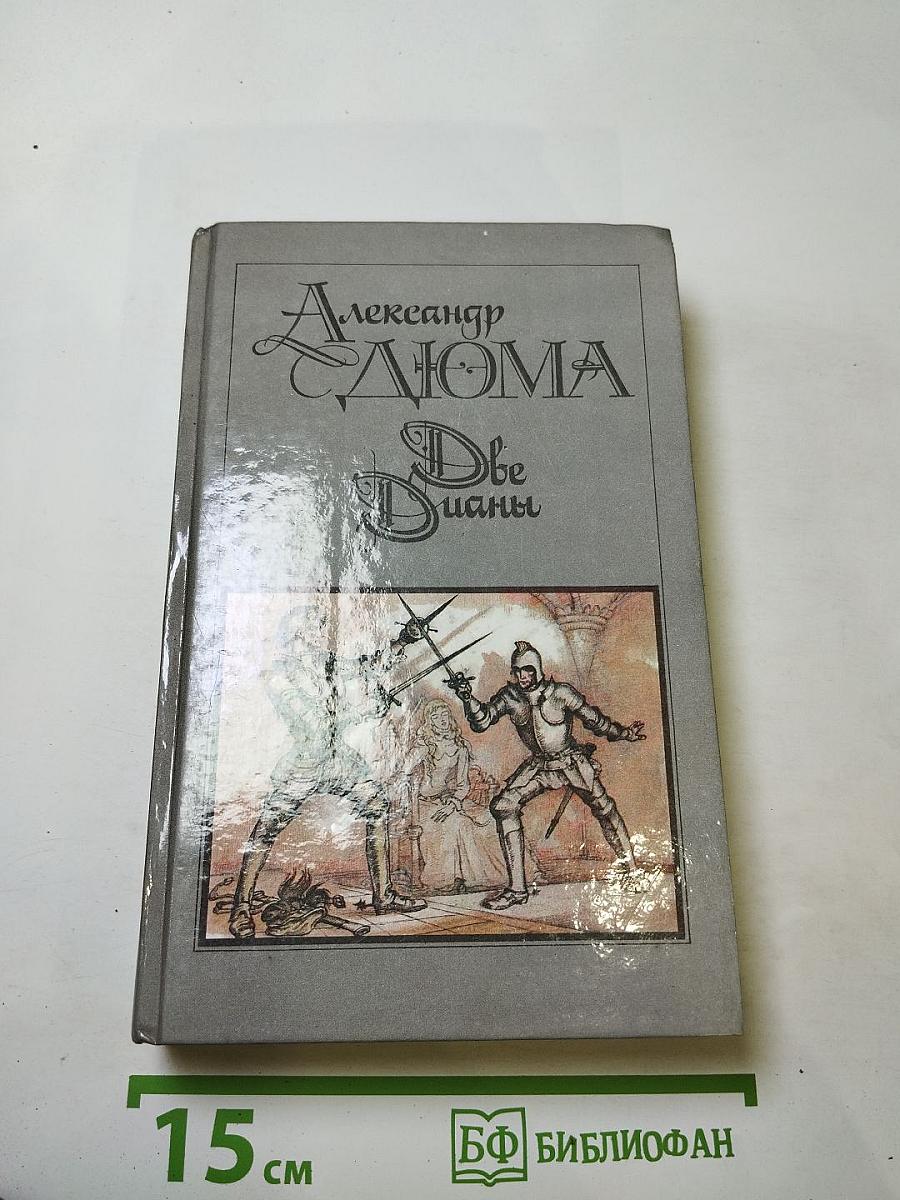 Александр
ДЮМА
Две
Дианы
15 см
БФ БИБЛИОФАН